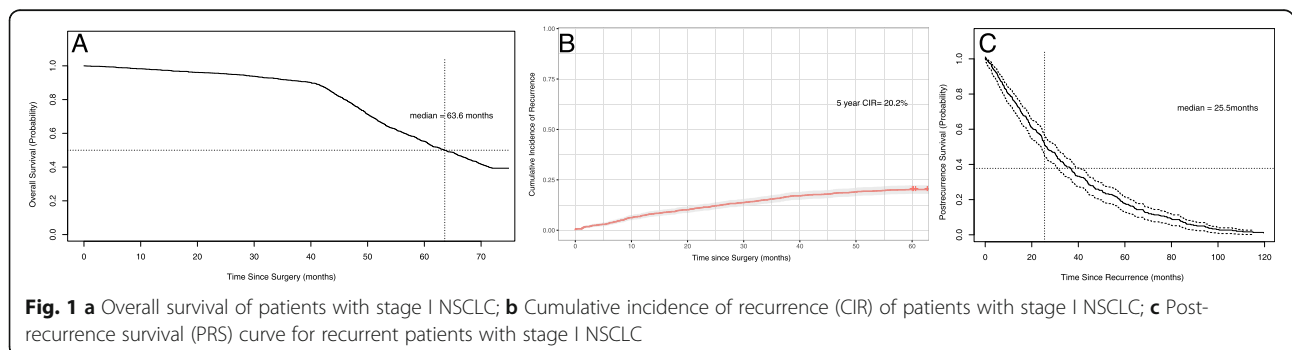 A
Overall Survival (Probability)
1.0
0.8
0.6
0.4
0.2
0.0
median = 63.6 months
0 10 20 30 40 50 60 70
Time Since Surgery (months)
B
Cumulative Incidence of Recurrence
1.00
0.75
0.50
0.25
0.00
5 year CIR= 20.2%
0 10 20 30 40 50 60
Time since Surgery (months)
C
Postrecurrence Survival (Probability)
1.0
0.8
0.6
0.4
0.2
0.0
median = 25.5months
0 20 40 60 80 100 120
Time Since Recurrence (months)
Fig. 1 a Overall survival of patients with stage I NSCLC; b Cumulative incidence of recurrence (CIR) of patients with stage I NSCLC; c Post-
recurrence survival (PRS) curve for recurrent patients with stage I NSCLC